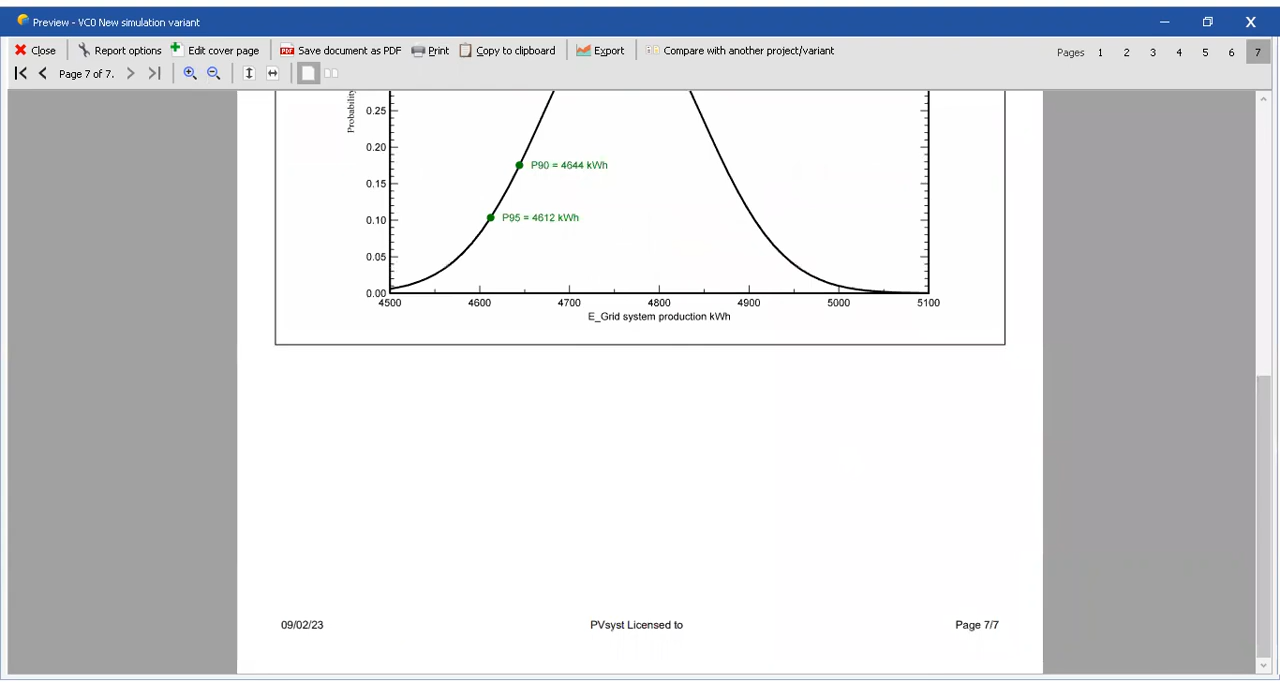 Preview - VC0 New simulation variant
Close Report options Edit cover page Save document as PDF Print Copy to clipboard Export Compare with another project/variant Pages 1 2 3 4 5 6 7
Page 7 of 7.
Probability
0.25
0.20
P90 = 4644 kWh
0.15
P95 = 4612 kWh
0.10
0.05
0.00
4500 4600 4700 4800 4900 5000 5100
E_Grid system production kWh
09/02/23 PVsyst Licensed to Page 7/7